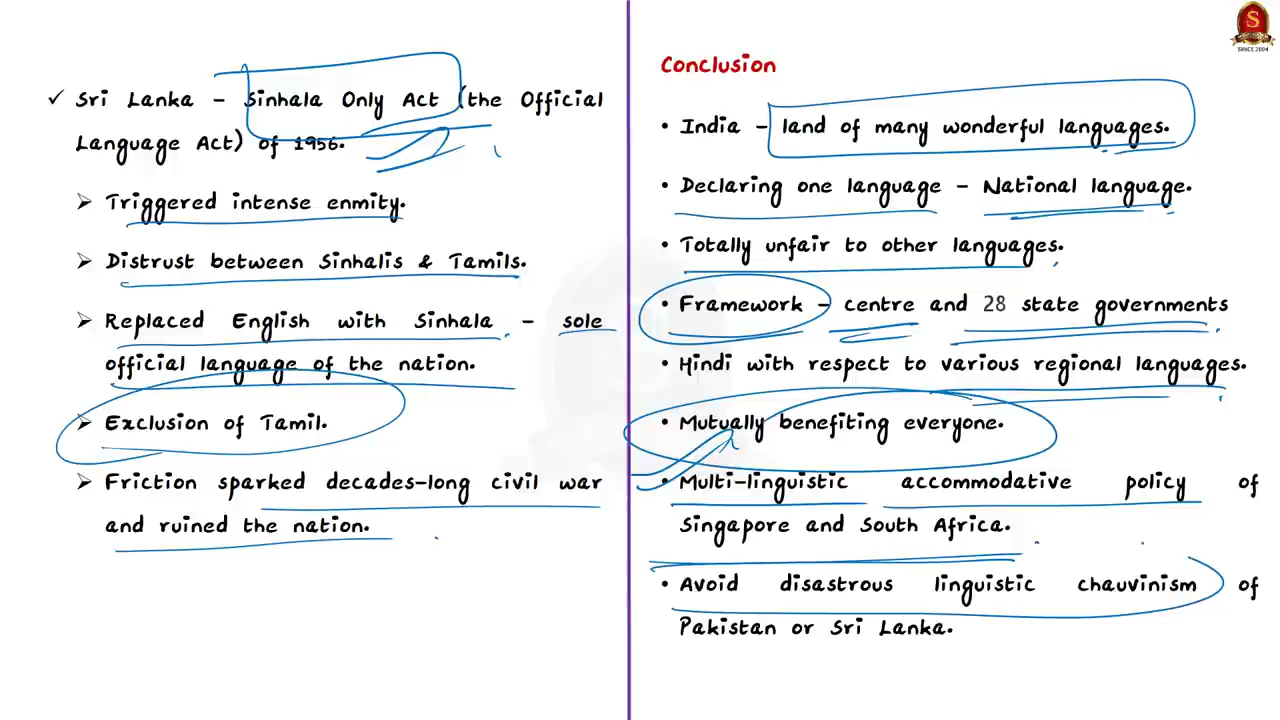 ✓ Sri Lanka – Sinhala Only Act (the Official
Language Act) of 1956.
➢ Triggered intense enmity.
➢ Distrust between Sinhalis & Tamils.
➢ Replaced English with Sinhala – sole
official language of the nation.
➢ Exclusion of Tamil.
➢ Friction sparked decades-long civil war
and ruined the nation.
Conclusion
• India – land of many wonderful languages.
• Declaring one language – National language.
• Totally unfair to other languages.
• Framework – centre and 28 state governments
• Hindi with respect to various regional languages.
• Mutually benefiting everyone.
• Multi-linguistic accommodative policy of
Singapore and South Africa.
• Avoid disastrous linguistic chauvinism of
Pakistan or Sri Lanka.
S
SINCE 2004